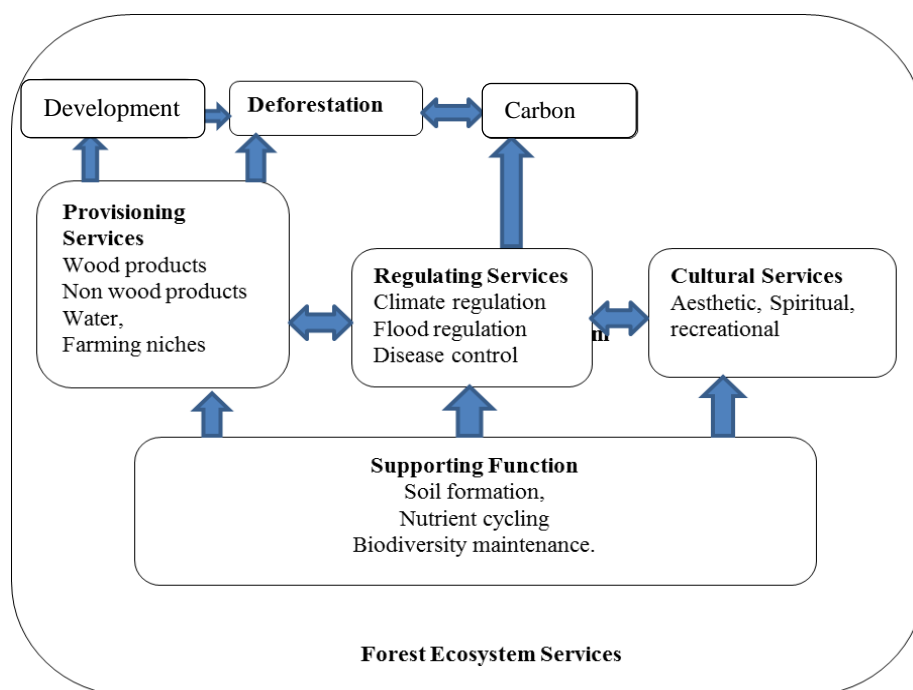 Development
Deforestation
Carbon
Provisioning
Services
Wood products
Non wood products
Water,
Farming niches
Regulating Services
Climate regulation
Flood regulation
Disease control
m
Cultural Services
Aesthetic, Spiritual,
recreational
Supporting Function
Soil formation,
Nutrient cycling
Biodiversity maintenance.
Forest Ecosystem Services